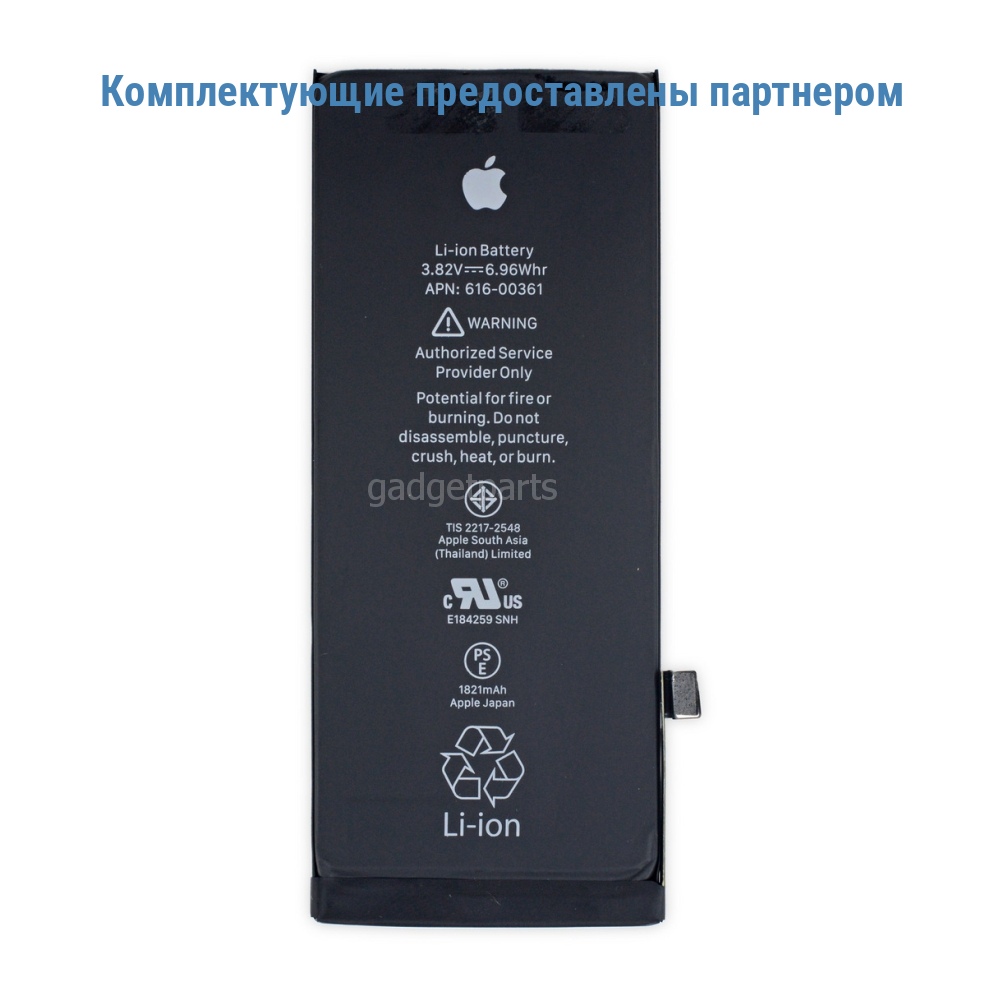 Комплектующие предоставлены партнером
Li-ion Battery
3.82V⎓6.96Whr
APN: 616-00361
WARNING
Authorized Service
Provider Only
Potential for fire or
burning. Do not
disassemble, puncture,
crush, heat, or burn.
gadgetparts
TIS 2217-2548
Apple South Asia
(Thailand) Limited
c RU ® US
E184259 SNH
PS
E
1821mAh
Apple Japan
Li-ion